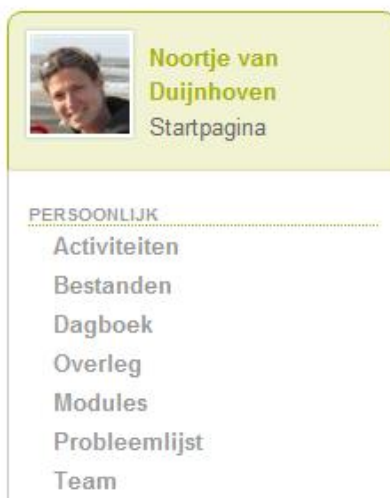 Noortje van
Duijnhoven
Startpagina
PERSOONLIJK
Activiteiten
Bestanden
Dagboek
Overleg
Modules
Probleemlijst
Team